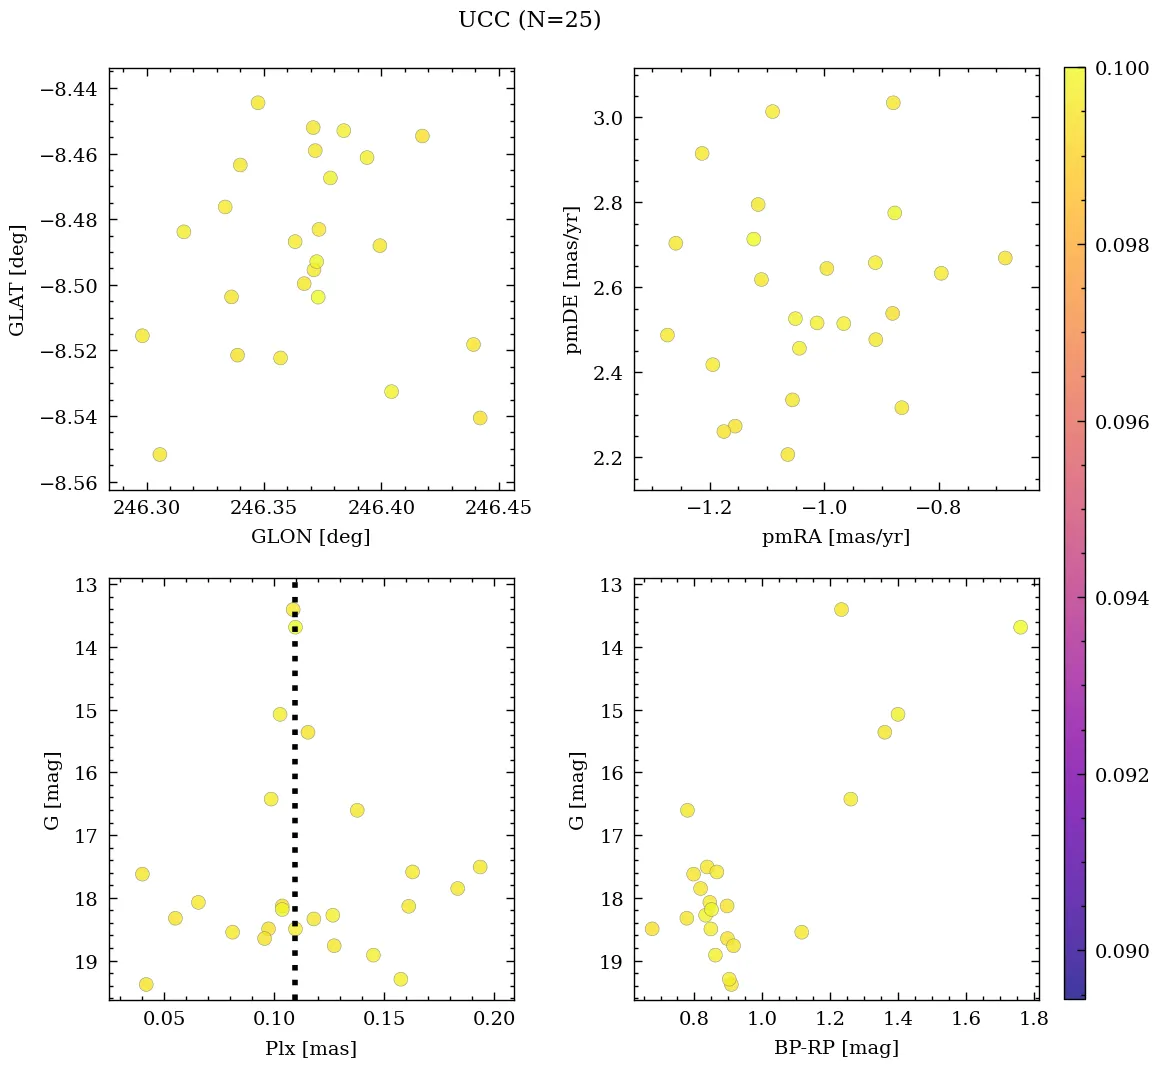 UCC (N=25)
−8.44
−8.46
−8.48
−8.50
−8.52
−8.54
−8.56
GLAT [deg]
246.30 246.35 246.40 246.45
GLON [deg]
3.0
2.8
2.6
2.4
2.2
pmDE [mas/yr]
−1.2 −1.0 −0.8
pmRA [mas/yr]
13
14
15
16
17
18
19
G [mag]
0.05 0.10 0.15 0.20
Plx [mas]
13
14
15
16
17
18
19
G [mag]
0.8 1.0 1.2 1.4 1.6 1.8
BP-RP [mag]
0.100
0.098
0.096
0.094
0.092
0.090